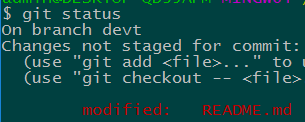 $ git status
On branch devt
Changes not staged for commit:
(use "git add <file>..." to u
(use "git checkout -- <file>
modified: README.md